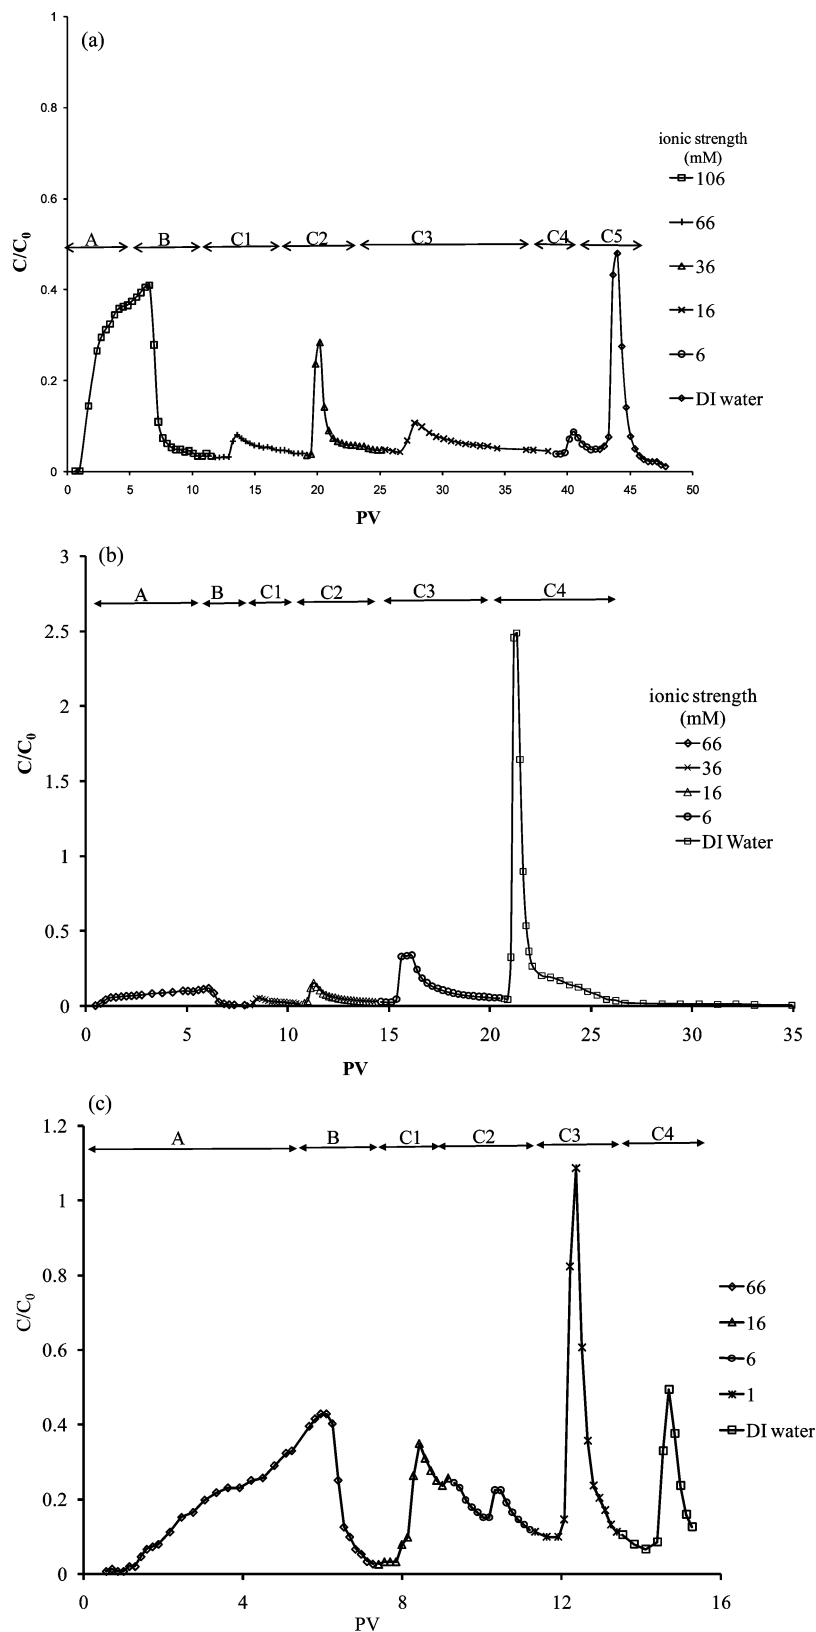 (a)
1
0.8
0.6
0.4
0.2
0
C/C0
A B C1 C2 C3 C4 C5
0 5 10 15 20 25 30 35 40 45 50
PV
ionic strength
(mM)
106
66
36
16
6
DI water
(b)
3
2.5
2
1.5
1
0.5
0
C/C0
A B C1 C2 C3 C4
0 5 10 15 20 25 30 35
PV
ionic strength
(mM)
66
36
16
6
DI Water
(c)
1.2
1
0.8
0.6
0.4
0.2
0
C/C0
A B C1 C2 C3 C4
0 4 8 12 16
PV
66
16
6
1
DI water